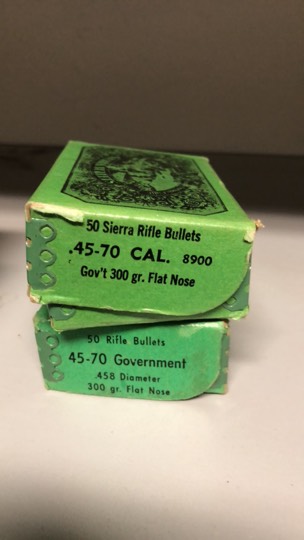 50 Sierra Rifle Bullets
.45-70 CAL. 8900
Gov't 300 gr. Flat Nose
50 Rifle Bullets
45-70 Government
.458 Diameter
300 gr. Flat Nose